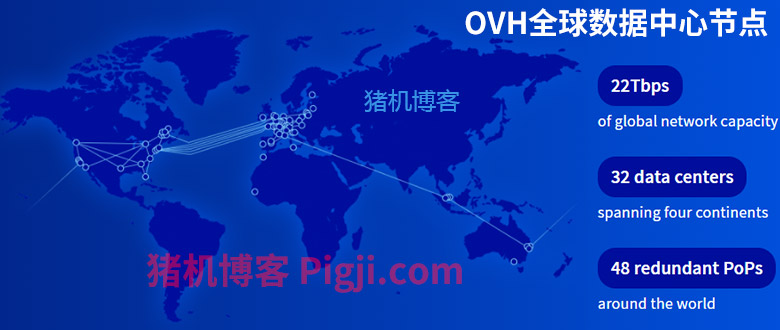 OVH全球数据中心节点
22Tbps
of global network capacity
猪机博客
32 data centers
spanning four continents
48 redundant PoPs
around the world
猪机博客 Pigji.com